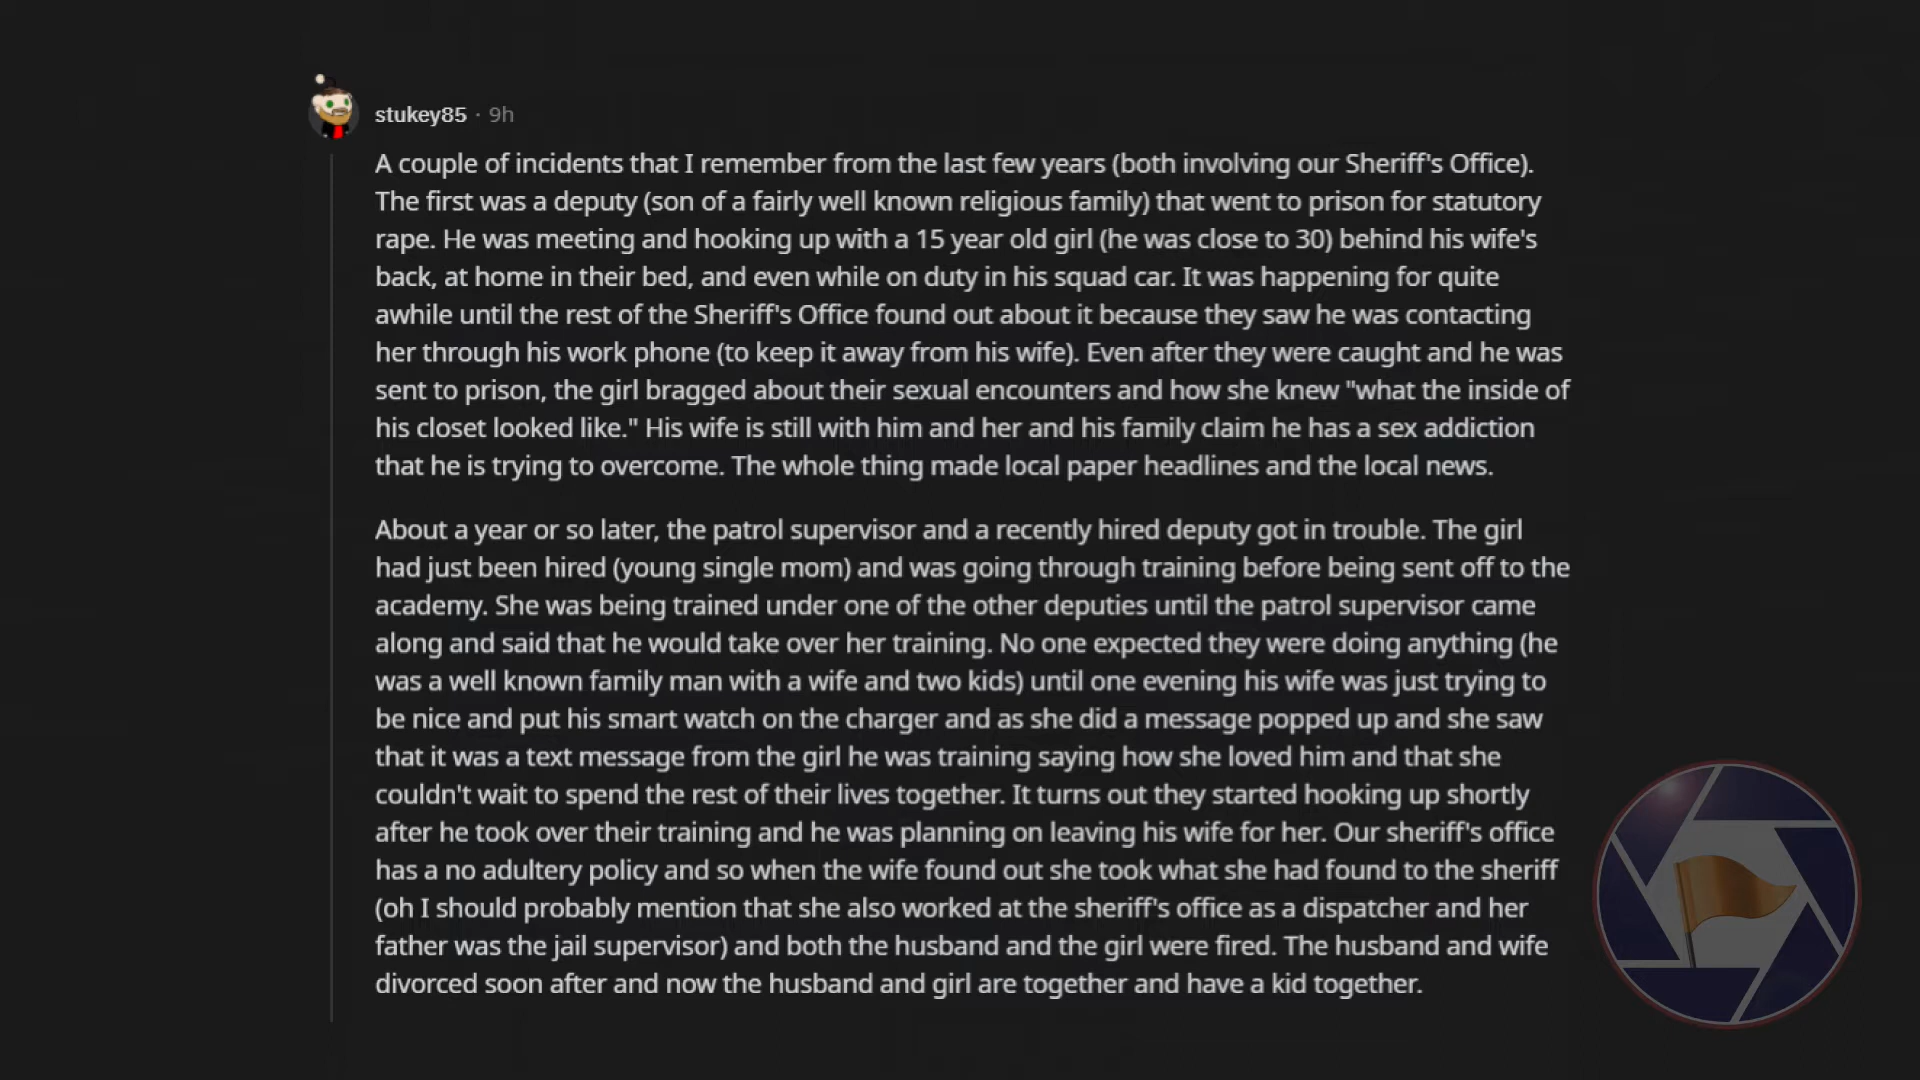 stukey85 · 9h
A couple of incidents that I remember from the last few years (both involving our Sheriff's Office).
The first was a deputy (son of a fairly well known religious family) that went to prison for statutory
rape. He was meeting and hooking up with a 15 year old girl (he was close to 30) behind his wife's
back, at home in their bed, and even while on duty in his squad car. It was happening for quite
awhile until the rest of the Sheriff's Office found out about it because they saw he was contacting
her through his work phone (to keep it away from his wife). Even after they were caught and he was
sent to prison, the girl bragged about their sexual encounters and how she knew "what the inside of
his closet looked like." His wife is still with him and her and his family claim he has a sex addiction
that he is trying to overcome. The whole thing made local paper headlines and the local news.
About a year or so later, the patrol supervisor and a recently hired deputy got in trouble. The girl
had just been hired (young single mom) and was going through training before being sent off to the
academy. She was being trained under one of the other deputies until the patrol supervisor came
along and said that he would take over her training. No one expected they were doing anything (he
was a well known family man with a wife and two kids) until one evening his wife was just trying to
be nice and put his smart watch on the charger and as she did a message popped up and she saw
that it was a text message from the girl he was training saying how she loved him and that she
couldn't wait to spend the rest of their lives together. It turns out they started hooking up shortly
after he took over their training and he was planning on leaving his wife for her. Our sheriff's office
has a no adultery policy and so when the wife found out she took what she had found to the sheriff
(oh I should probably mention that she also worked at the sheriff's office as a dispatcher and her
father was the jail supervisor) and both the husband and the girl were fired. The husband and wife
divorced soon after and now the husband and girl are together and have a kid together.